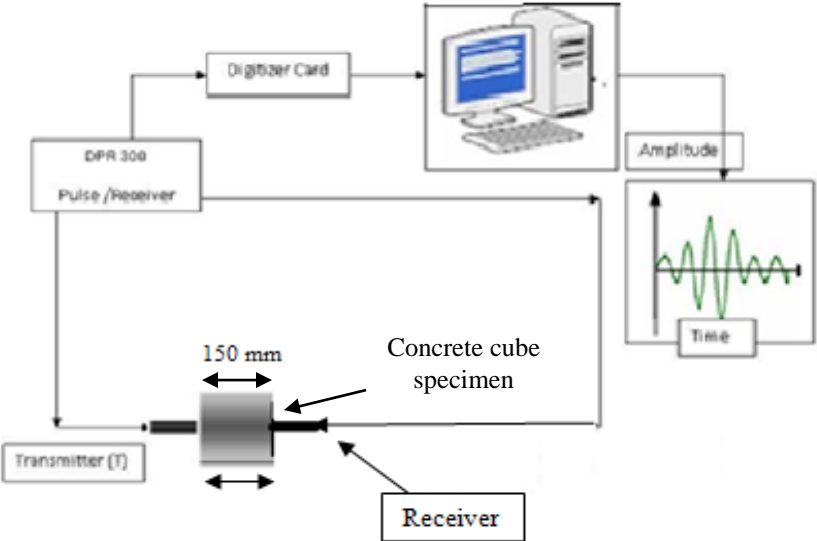 Digitizer Card
DPR 300
Pulse /Receiver
Amplitude
Time
150 mm
Concrete cube
specimen
Transmitter (T)
Receiver